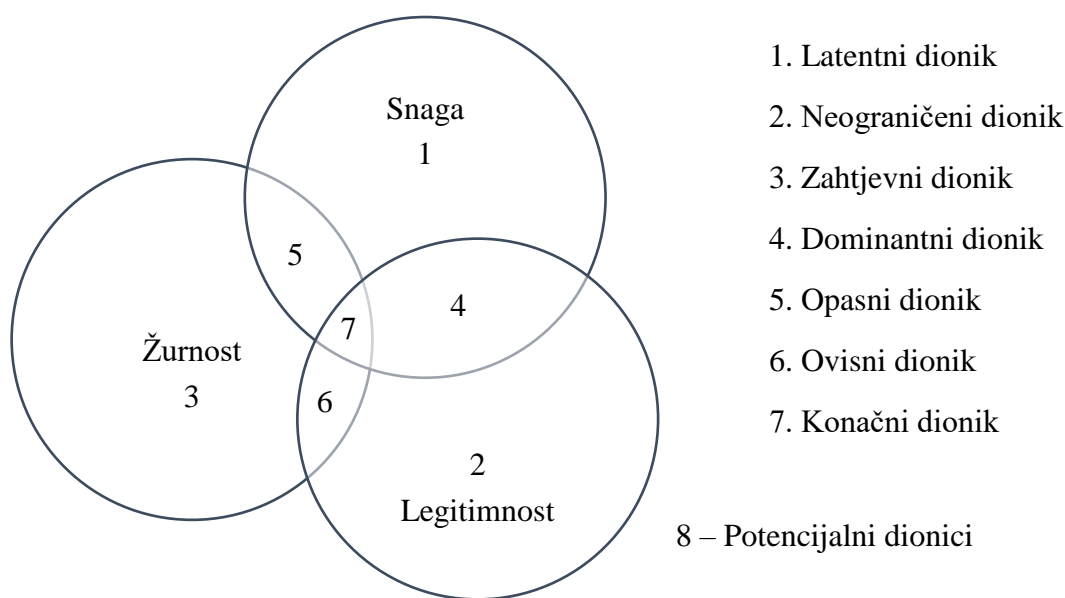 Snaga
1
5
4
7
Žurnost
3
6
2
Legitimnost
1. Latentni dionik
2. Neograničeni dionik
3. Zahtjevni dionik
4. Dominantni dionik
5. Opasni dionik
6. Ovisni dionik
7. Konačni dionik
8 – Potencijalni dionici